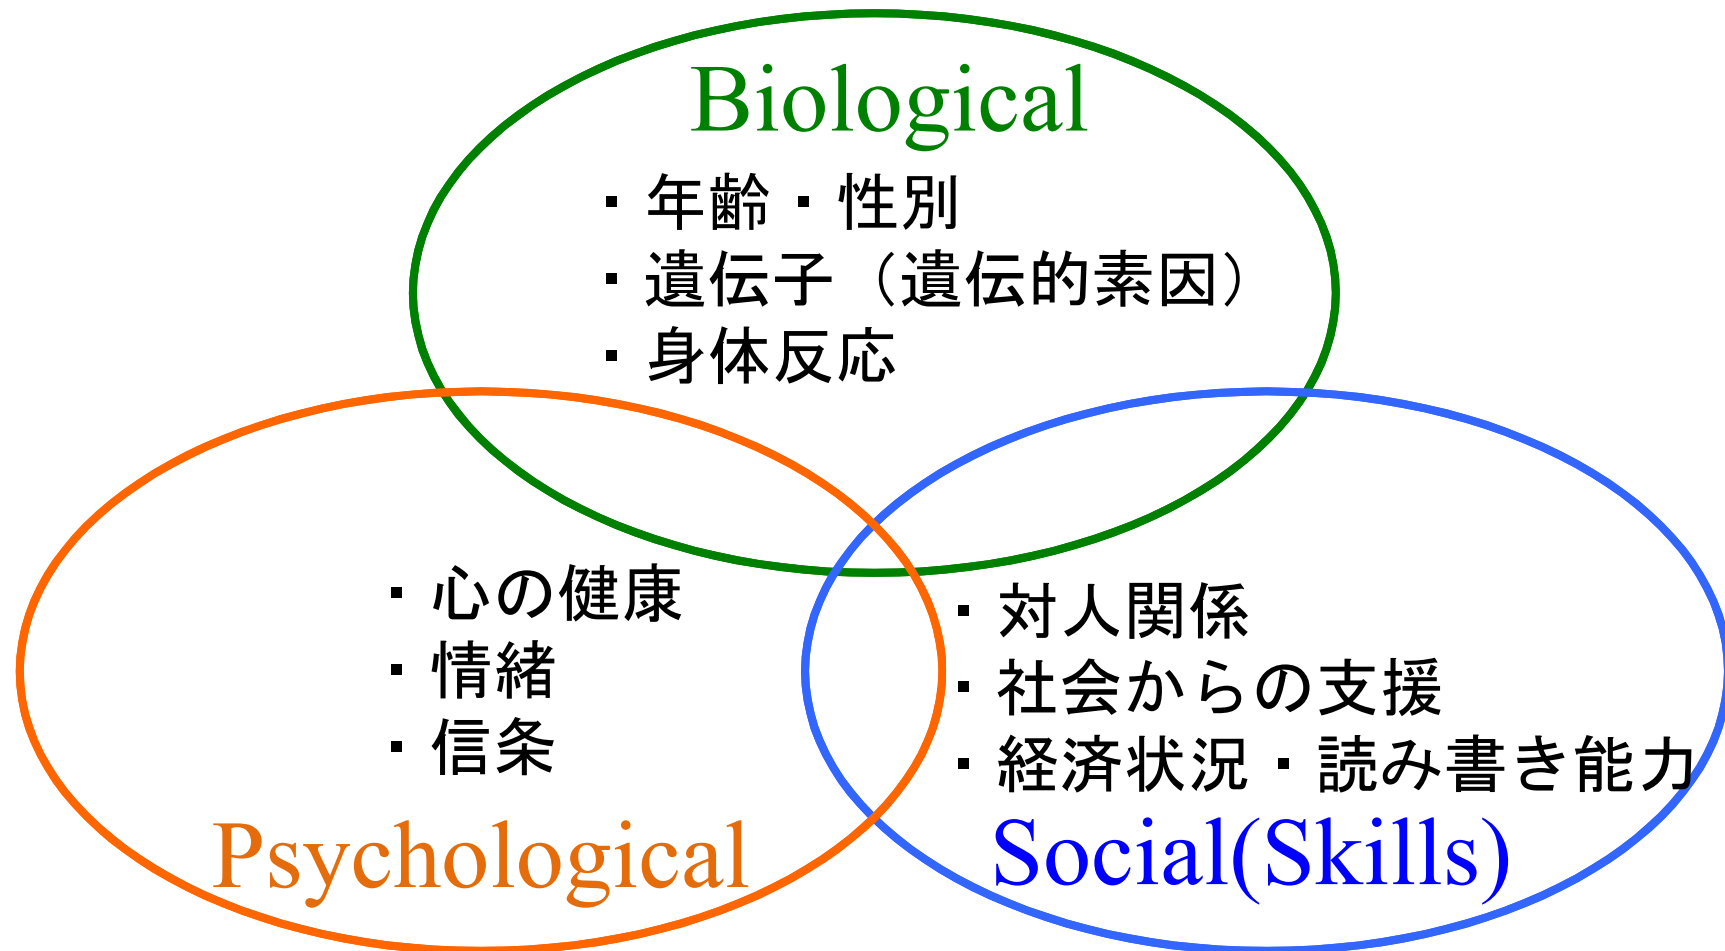 Biological
・年齢・性別
・遺伝子（遺伝的素因）
・身体反応
・心の健康
・情緒
・信条
Psychological
・対人関係
・社会からの支援
・経済状況・読み書き能力
Social(Skills)